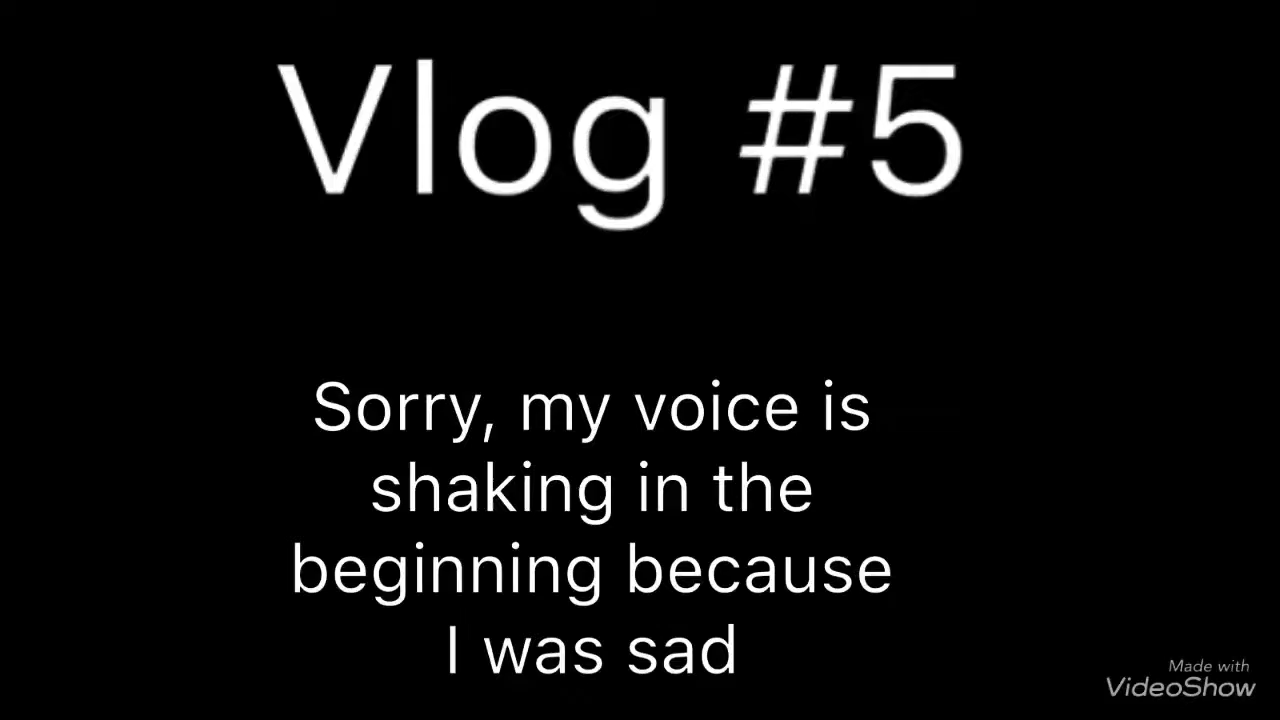 Vlog #5
Sorry, my voice is
shaking in the
beginning because
I was sad
Made with
VideoShow